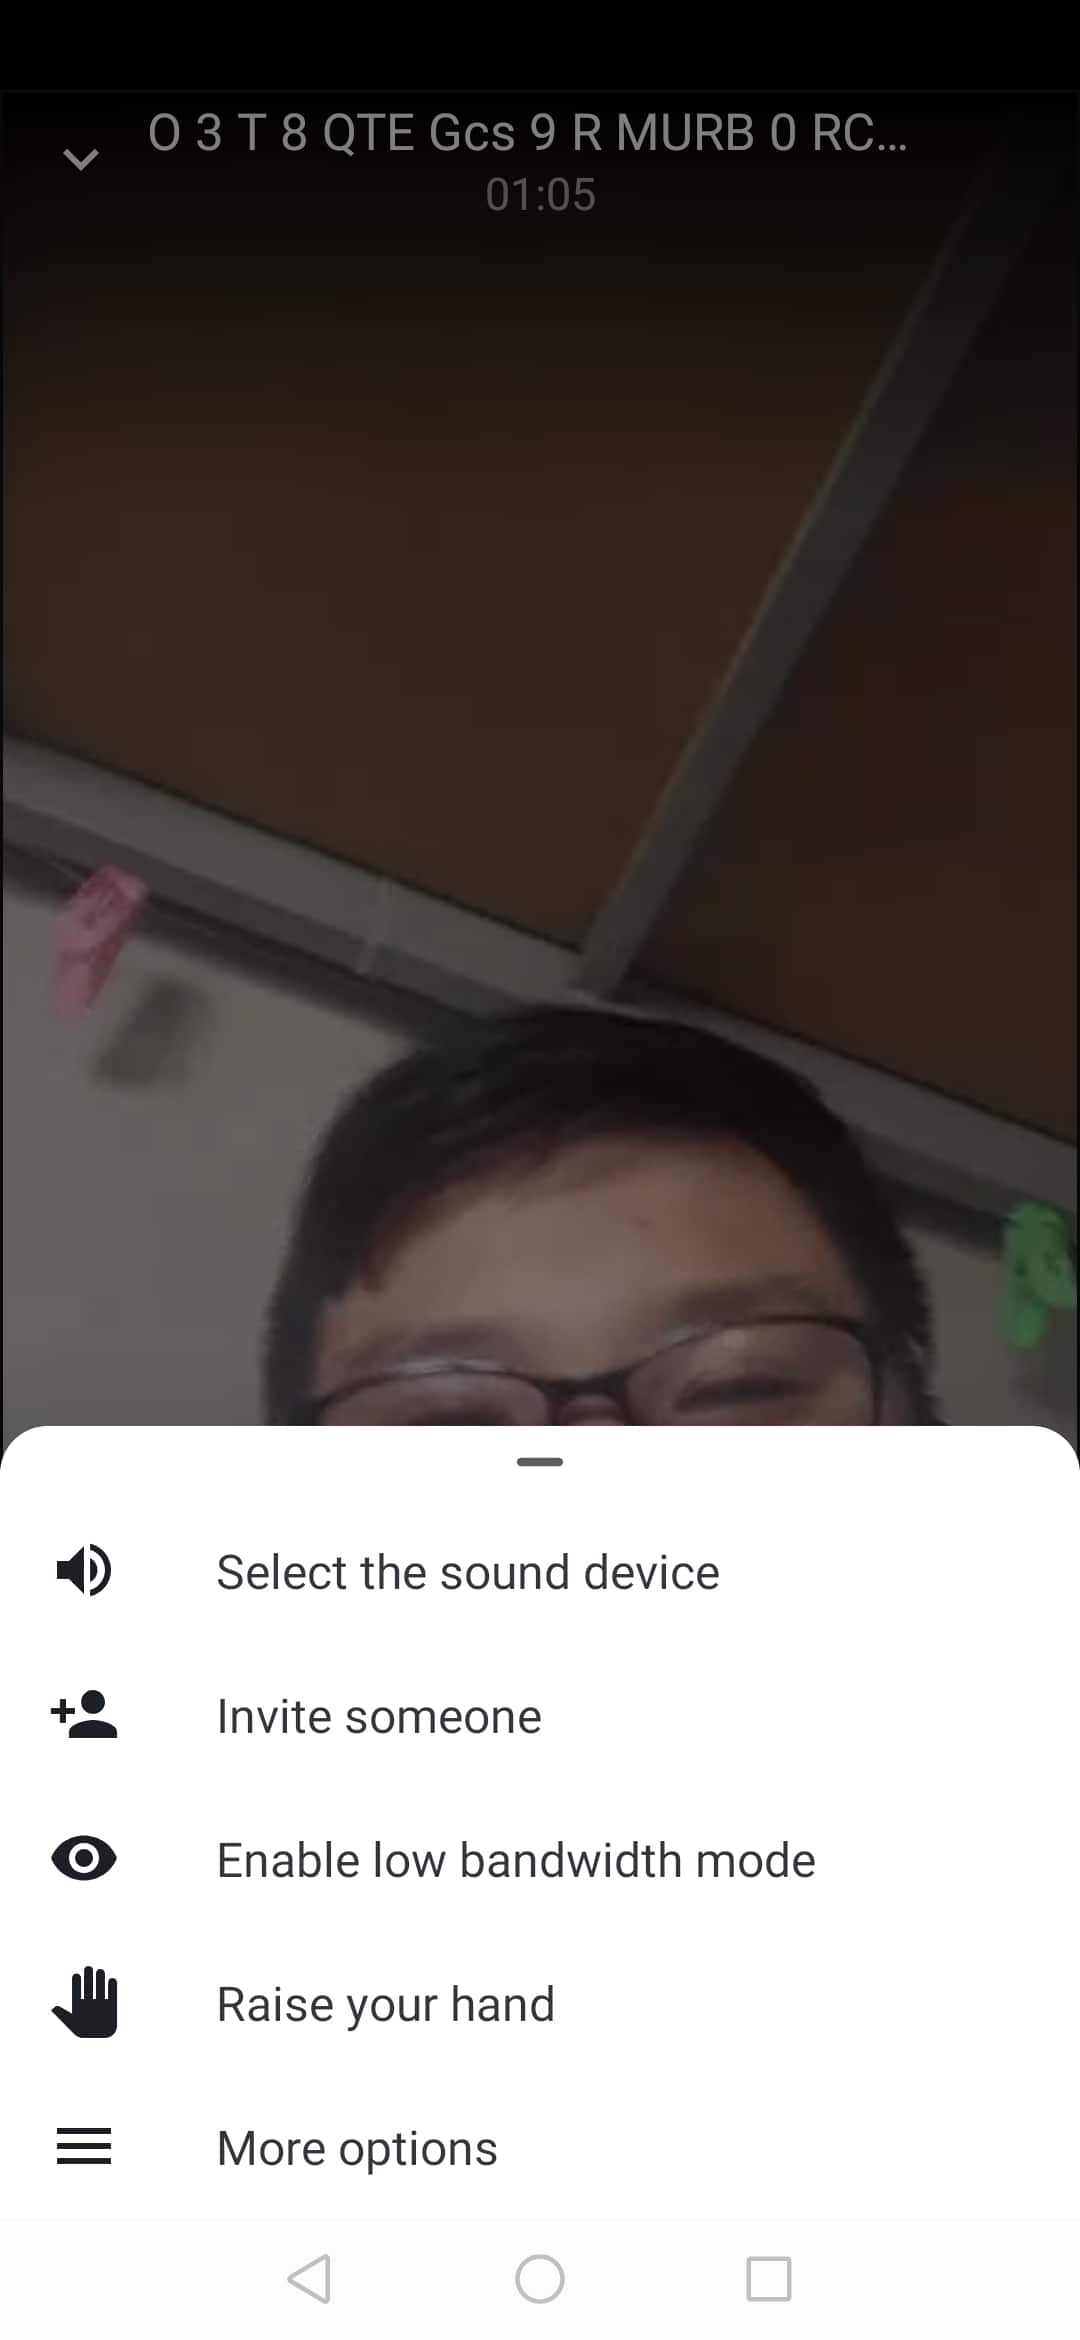 O 3 T 8 QTE Gcs 9 R MURB 0 RC...
01:05
Select the sound device
Invite someone
Enable low bandwidth mode
Raise your hand
More options